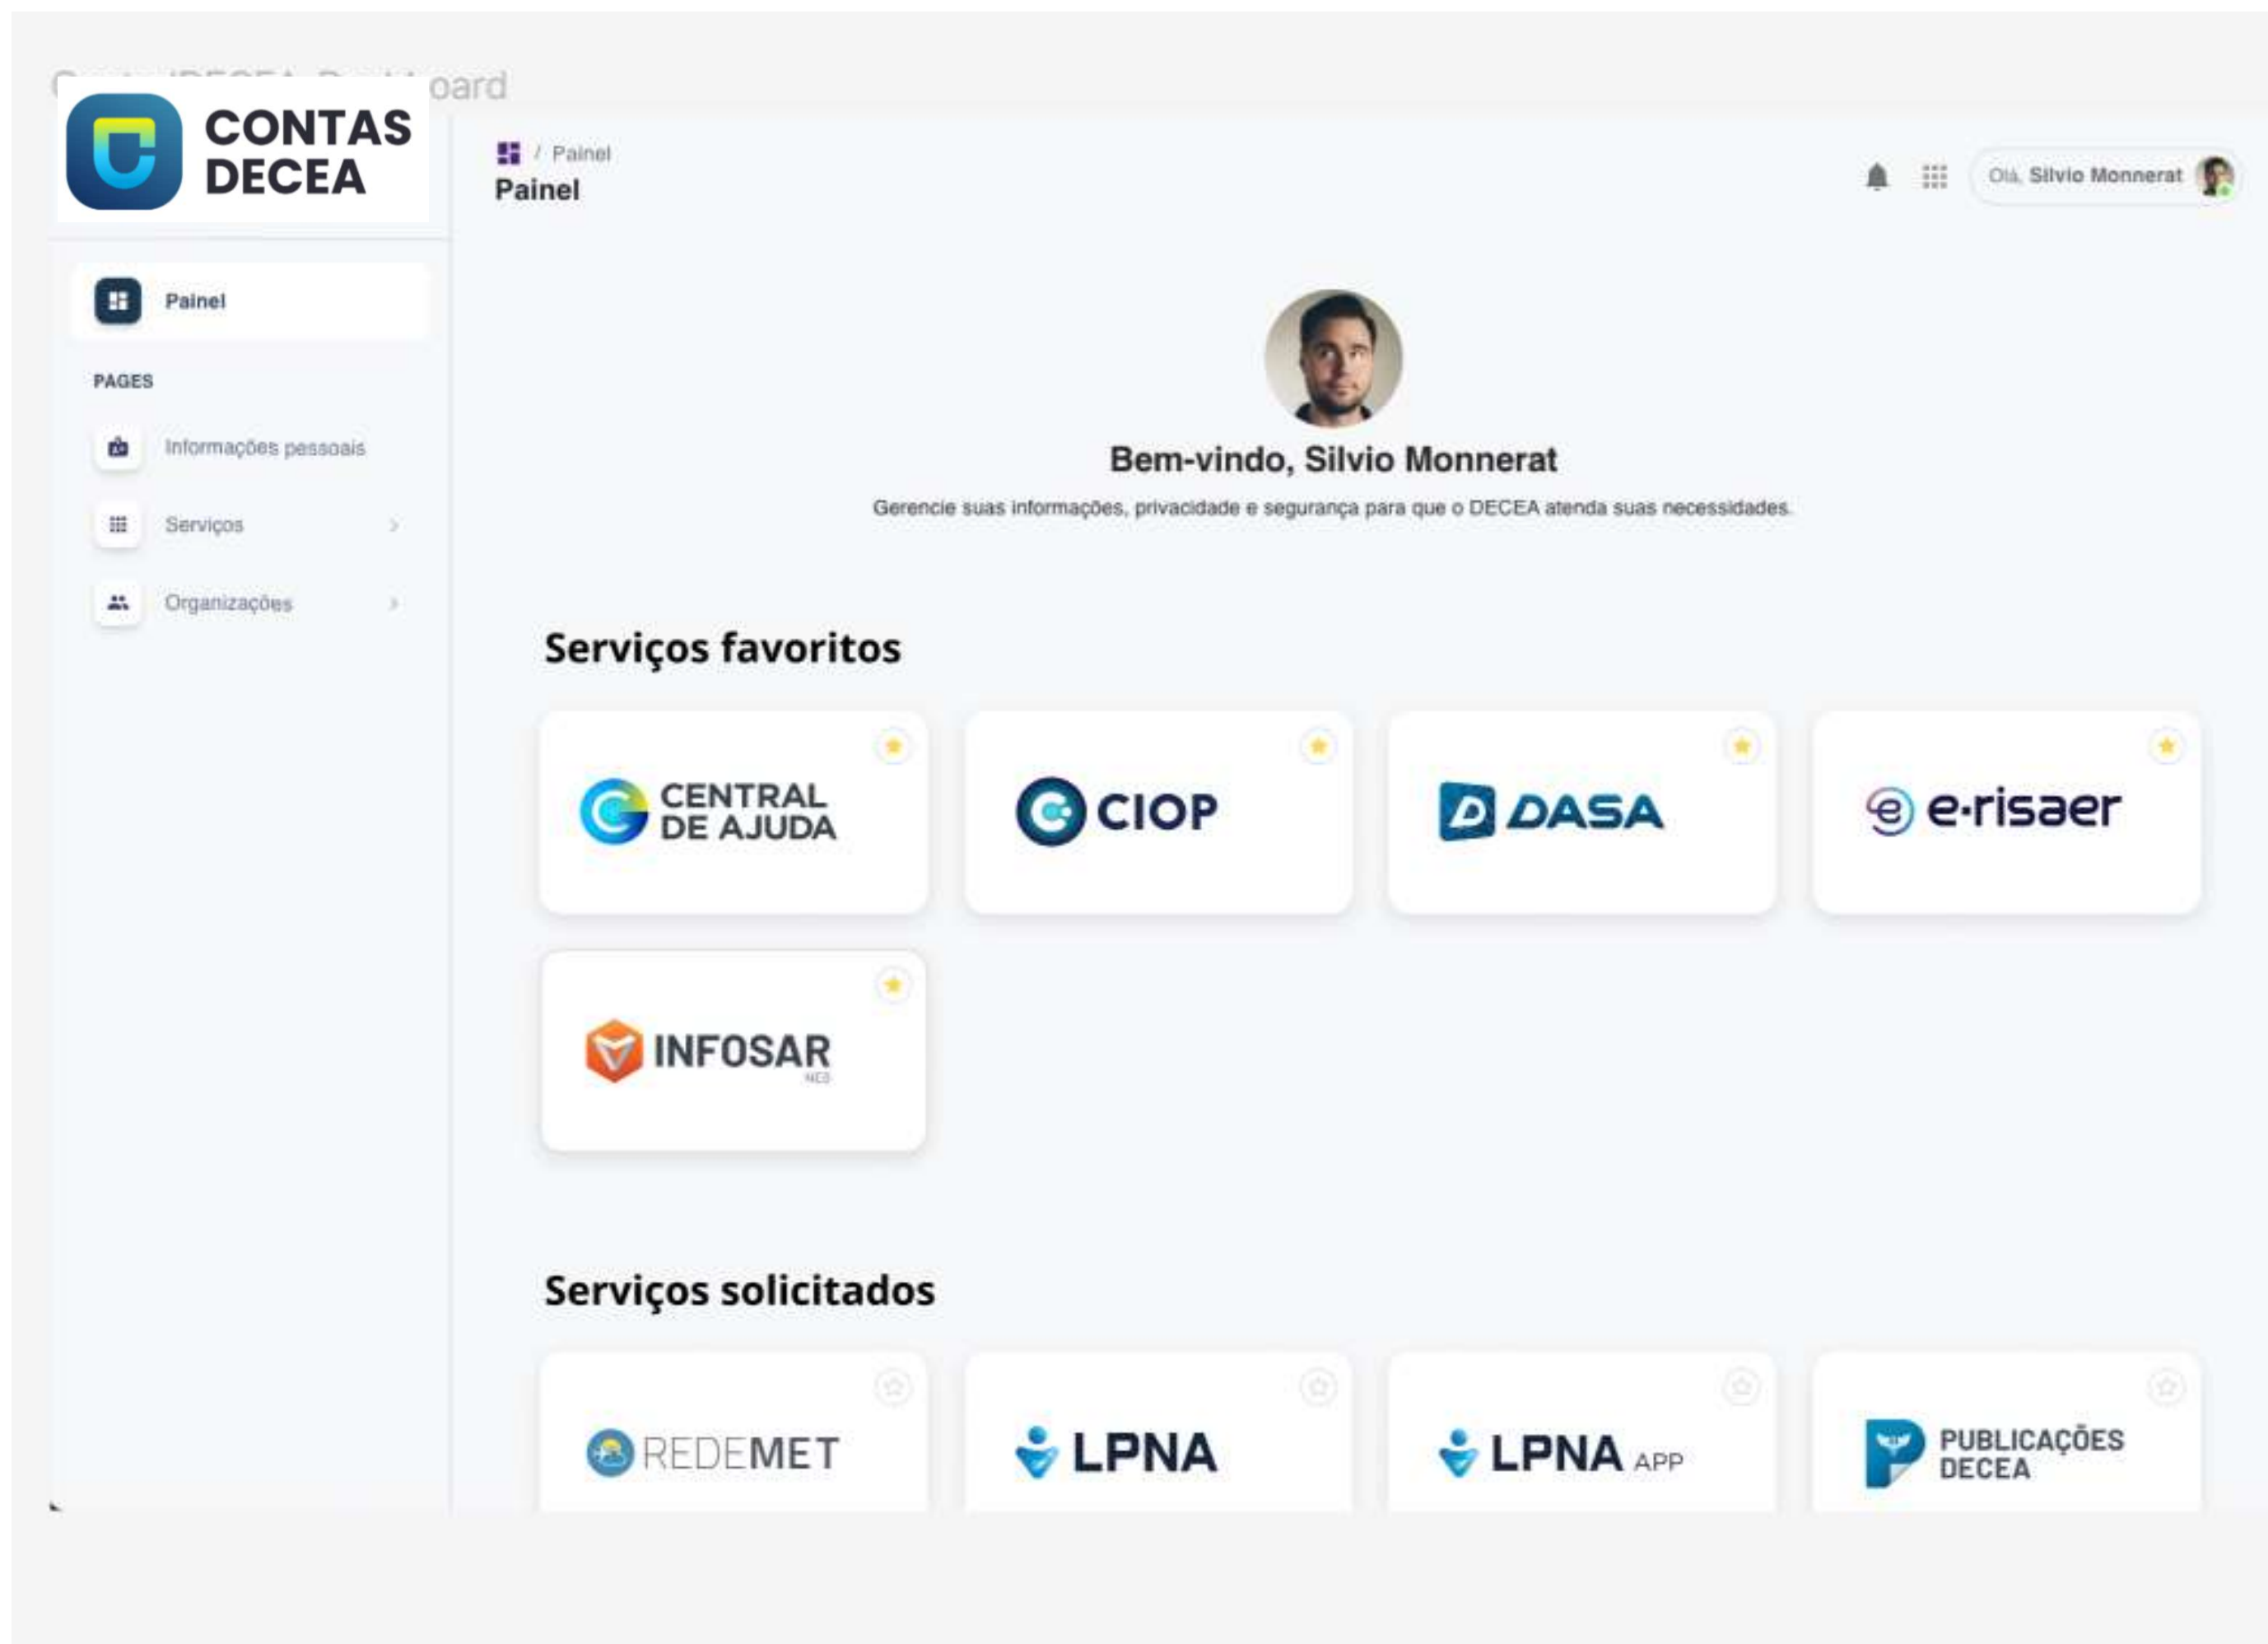 oard
CONTAS
DECEA
/ Painel
Painel
Olá, Silvio Monnerat
Painel
PAGES
Informações pessoais
Serviços
Organizações
Bem-vindo, Silvio Monnerat
Gerencie suas informações, privacidade e segurança para que o DECEA atenda suas necessidades.
Serviços favoritos
CENTRAL
DE AJUDA
CIOP
DASA
e-risaer
INFOSAR
Serviços solicitados
REDEMET
LPNA
LPNA APP
PUBLICAÇÕES
DECEA